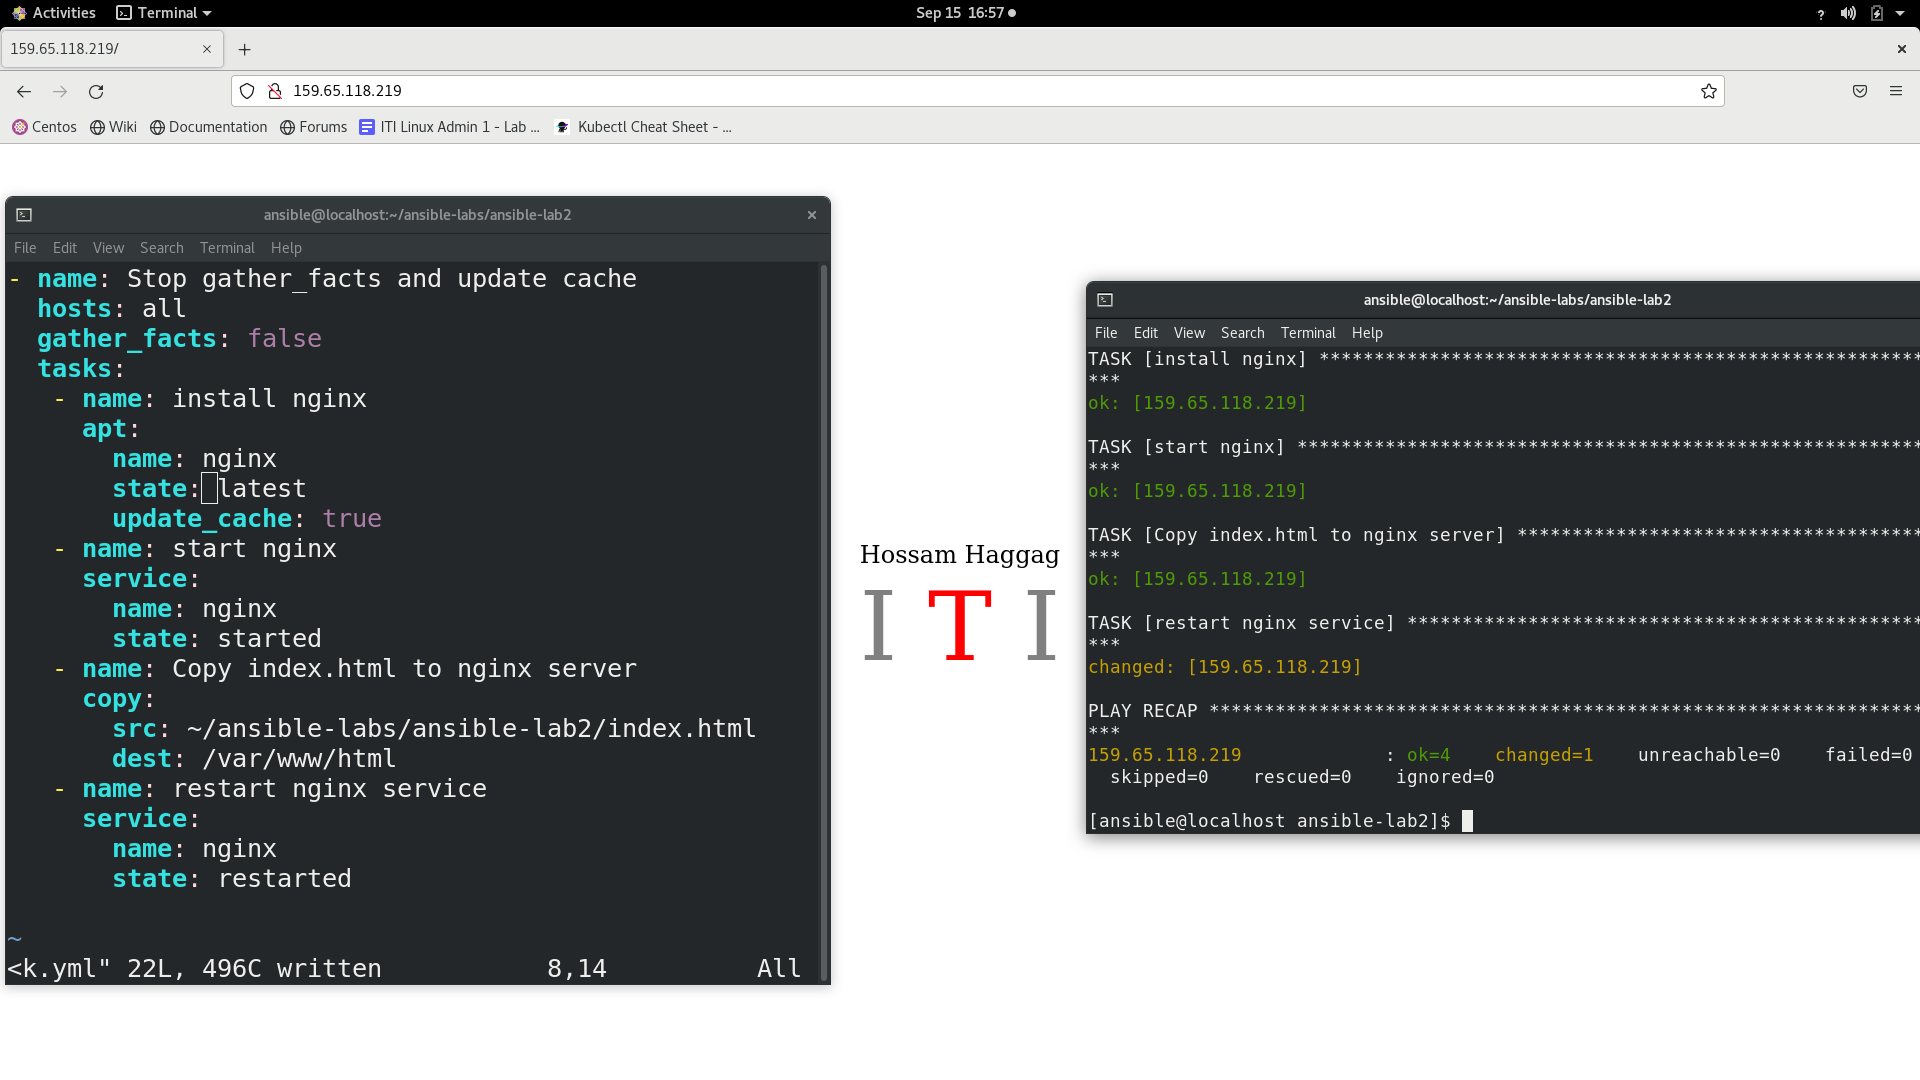 Activities Terminal Sep 15 16:57
159.65.118.219/
159.65.118.219
Centos Wiki Documentation Forums ITI Linux Admin 1 - Lab ... Kubectl Cheat Sheet - ...
ansible@localhost:~/ansible-labs/ansible-lab2
File Edit View Search Terminal Help
- name: Stop gather_facts and update cache
  hosts: all
  gather_facts: false
  tasks:
   - name: install nginx
     apt:
       name: nginx
       state: latest
       update_cache: true
   - name: start nginx
     service:
       name: nginx
       state: started
   - name: Copy index.html to nginx server
     copy:
       src: ~/ansible-labs/ansible-lab2/index.html
       dest: /var/www/html
   - name: restart nginx service
     service:
       name: nginx
       state: restarted
~
<k.yml" 22L, 496C written 8,14 All
Hossam Haggag
I T I
ansible@localhost:~/ansible-labs/ansible-lab2
File Edit View Search Terminal Help
TASK [install nginx] *******************************************************
***
ok: [159.65.118.219]
TASK [start nginx] *********************************************************
***
ok: [159.65.118.219]
TASK [Copy index.html to nginx server] *************************************
***
ok: [159.65.118.219]
TASK [restart nginx service] ***********************************************
***
changed: [159.65.118.219]
PLAY RECAP *****************************************************************
***
159.65.118.219             : ok=4    changed=1    unreachable=0    failed=0
  skipped=0    rescued=0    ignored=0
[ansible@localhost ansible-lab2]$